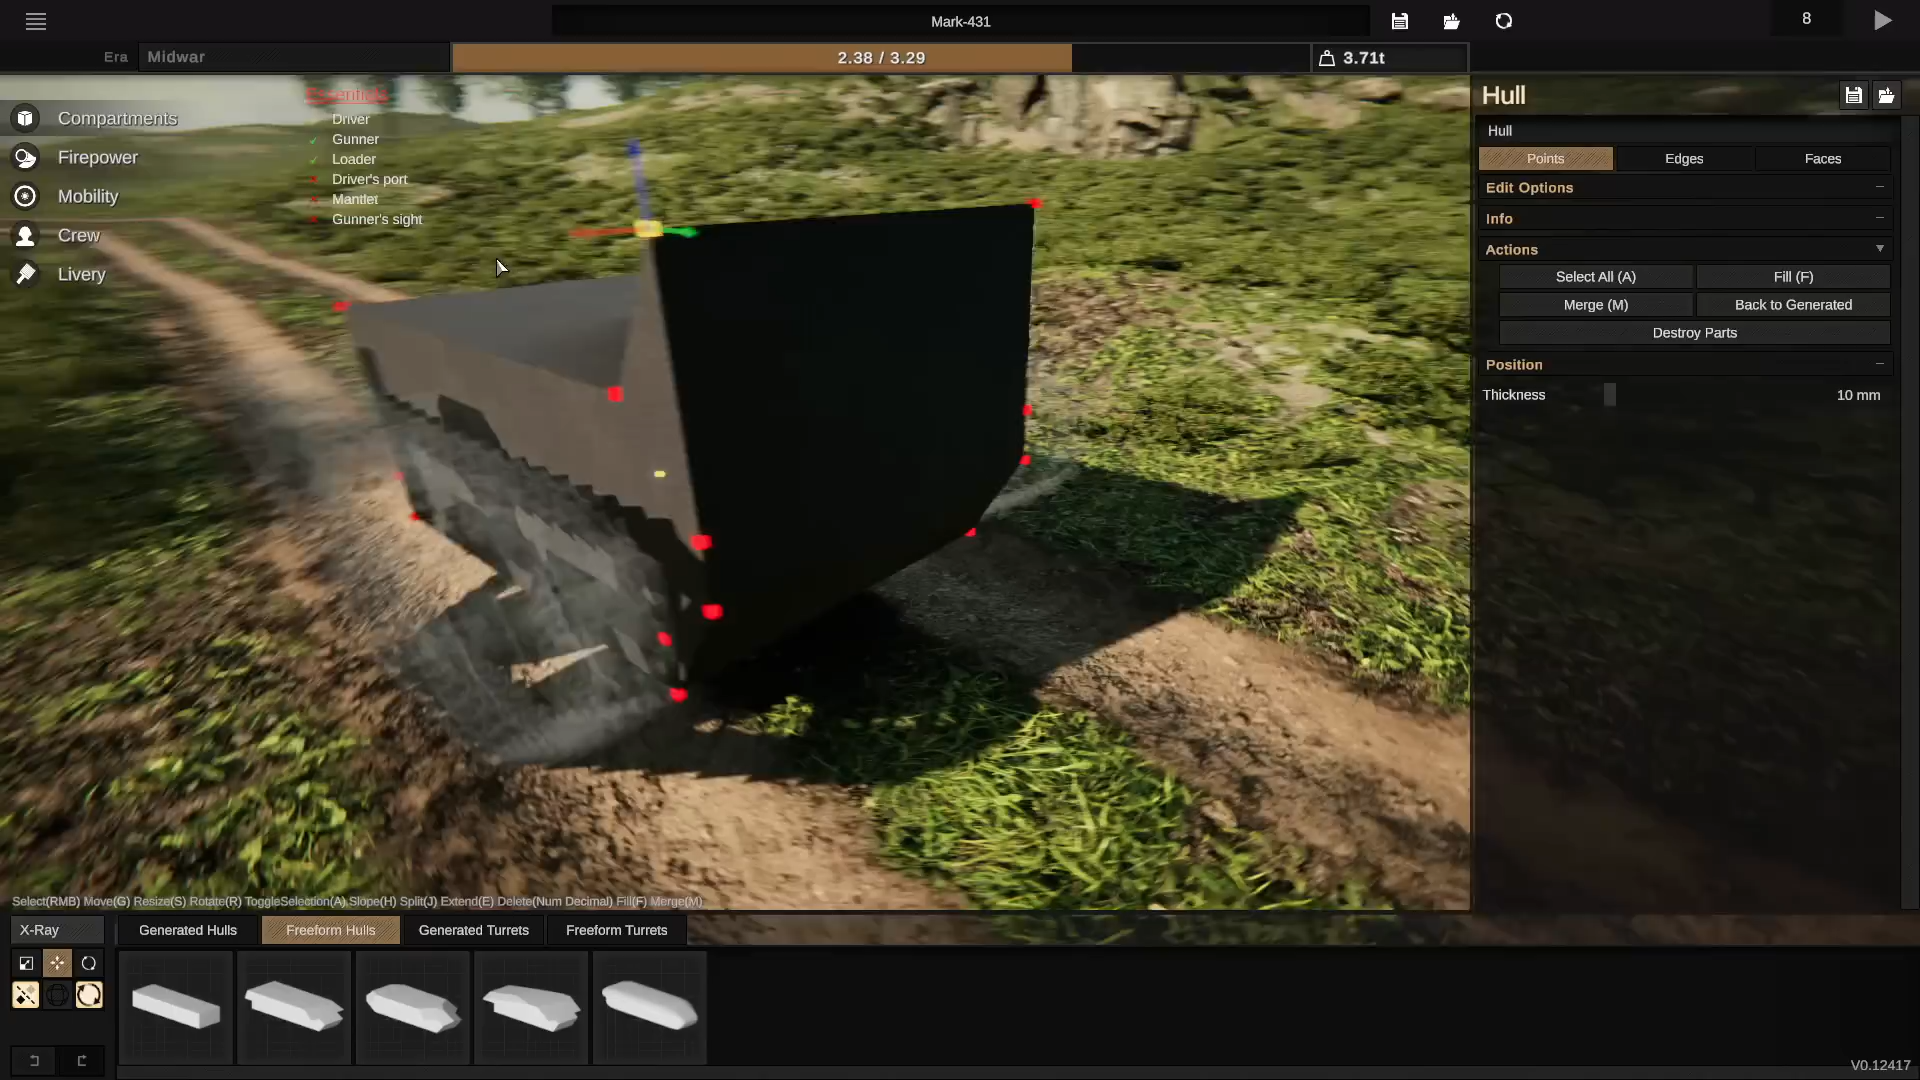 Mark-431
8
Era
Midwar
2.38 / 3.29
3.71t
Compartments
Firepower
Mobility
Crew
Livery
Essentials
Driver
Gunner
Loader
Driver's port
Mantlet
Gunner's sight
Hull
Hull
Points
Edges
Faces
Edit Options
Info
Actions
Select All (A)
Fill (F)
Merge (M)
Back to Generated
Destroy Parts
Position
Thickness
10 mm
Select(RMB) Move(G) Resize(S) Rotate(R) ToggleSelection(A) Slope(H) Split(J) Extend(E) Delete(Num Decimal) Fill(F) Merge(M)
X-Ray
Generated Hulls
Freeform Hulls
Generated Turrets
Freeform Turrets
V0.12417